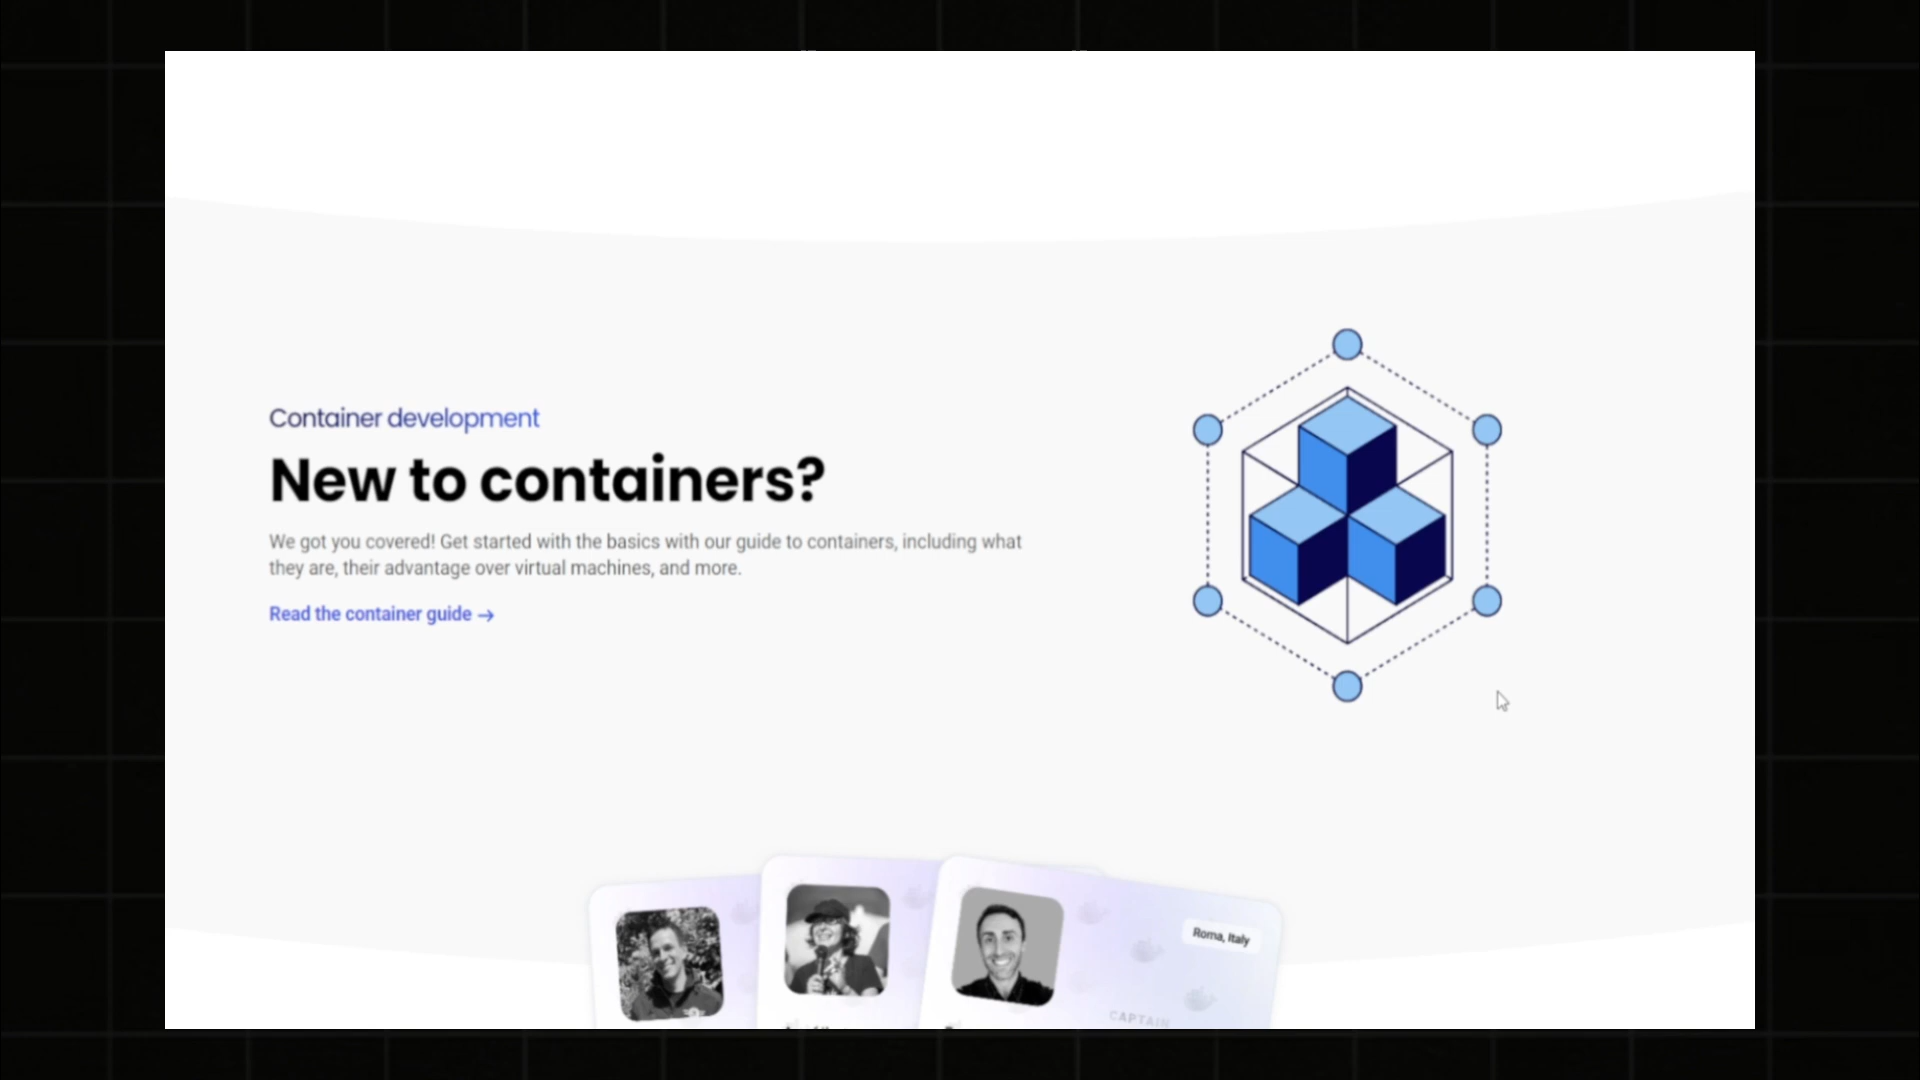 Container development
New to containers?
We got you covered! Get started with the basics with our guide to containers, including what
they are, their advantage over virtual machines, and more.
Read the container guide →
Roma, Italy
CAPTAIN